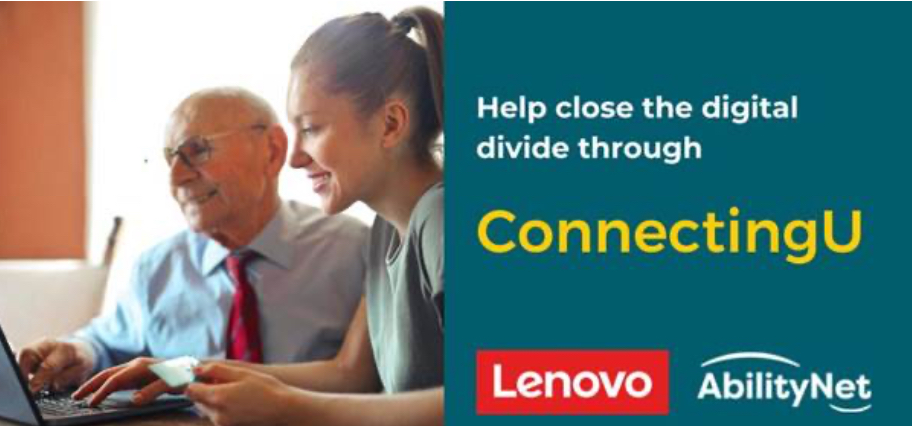 Help close the digital
divide through
ConnectingU
Lenovo
AbilityNet